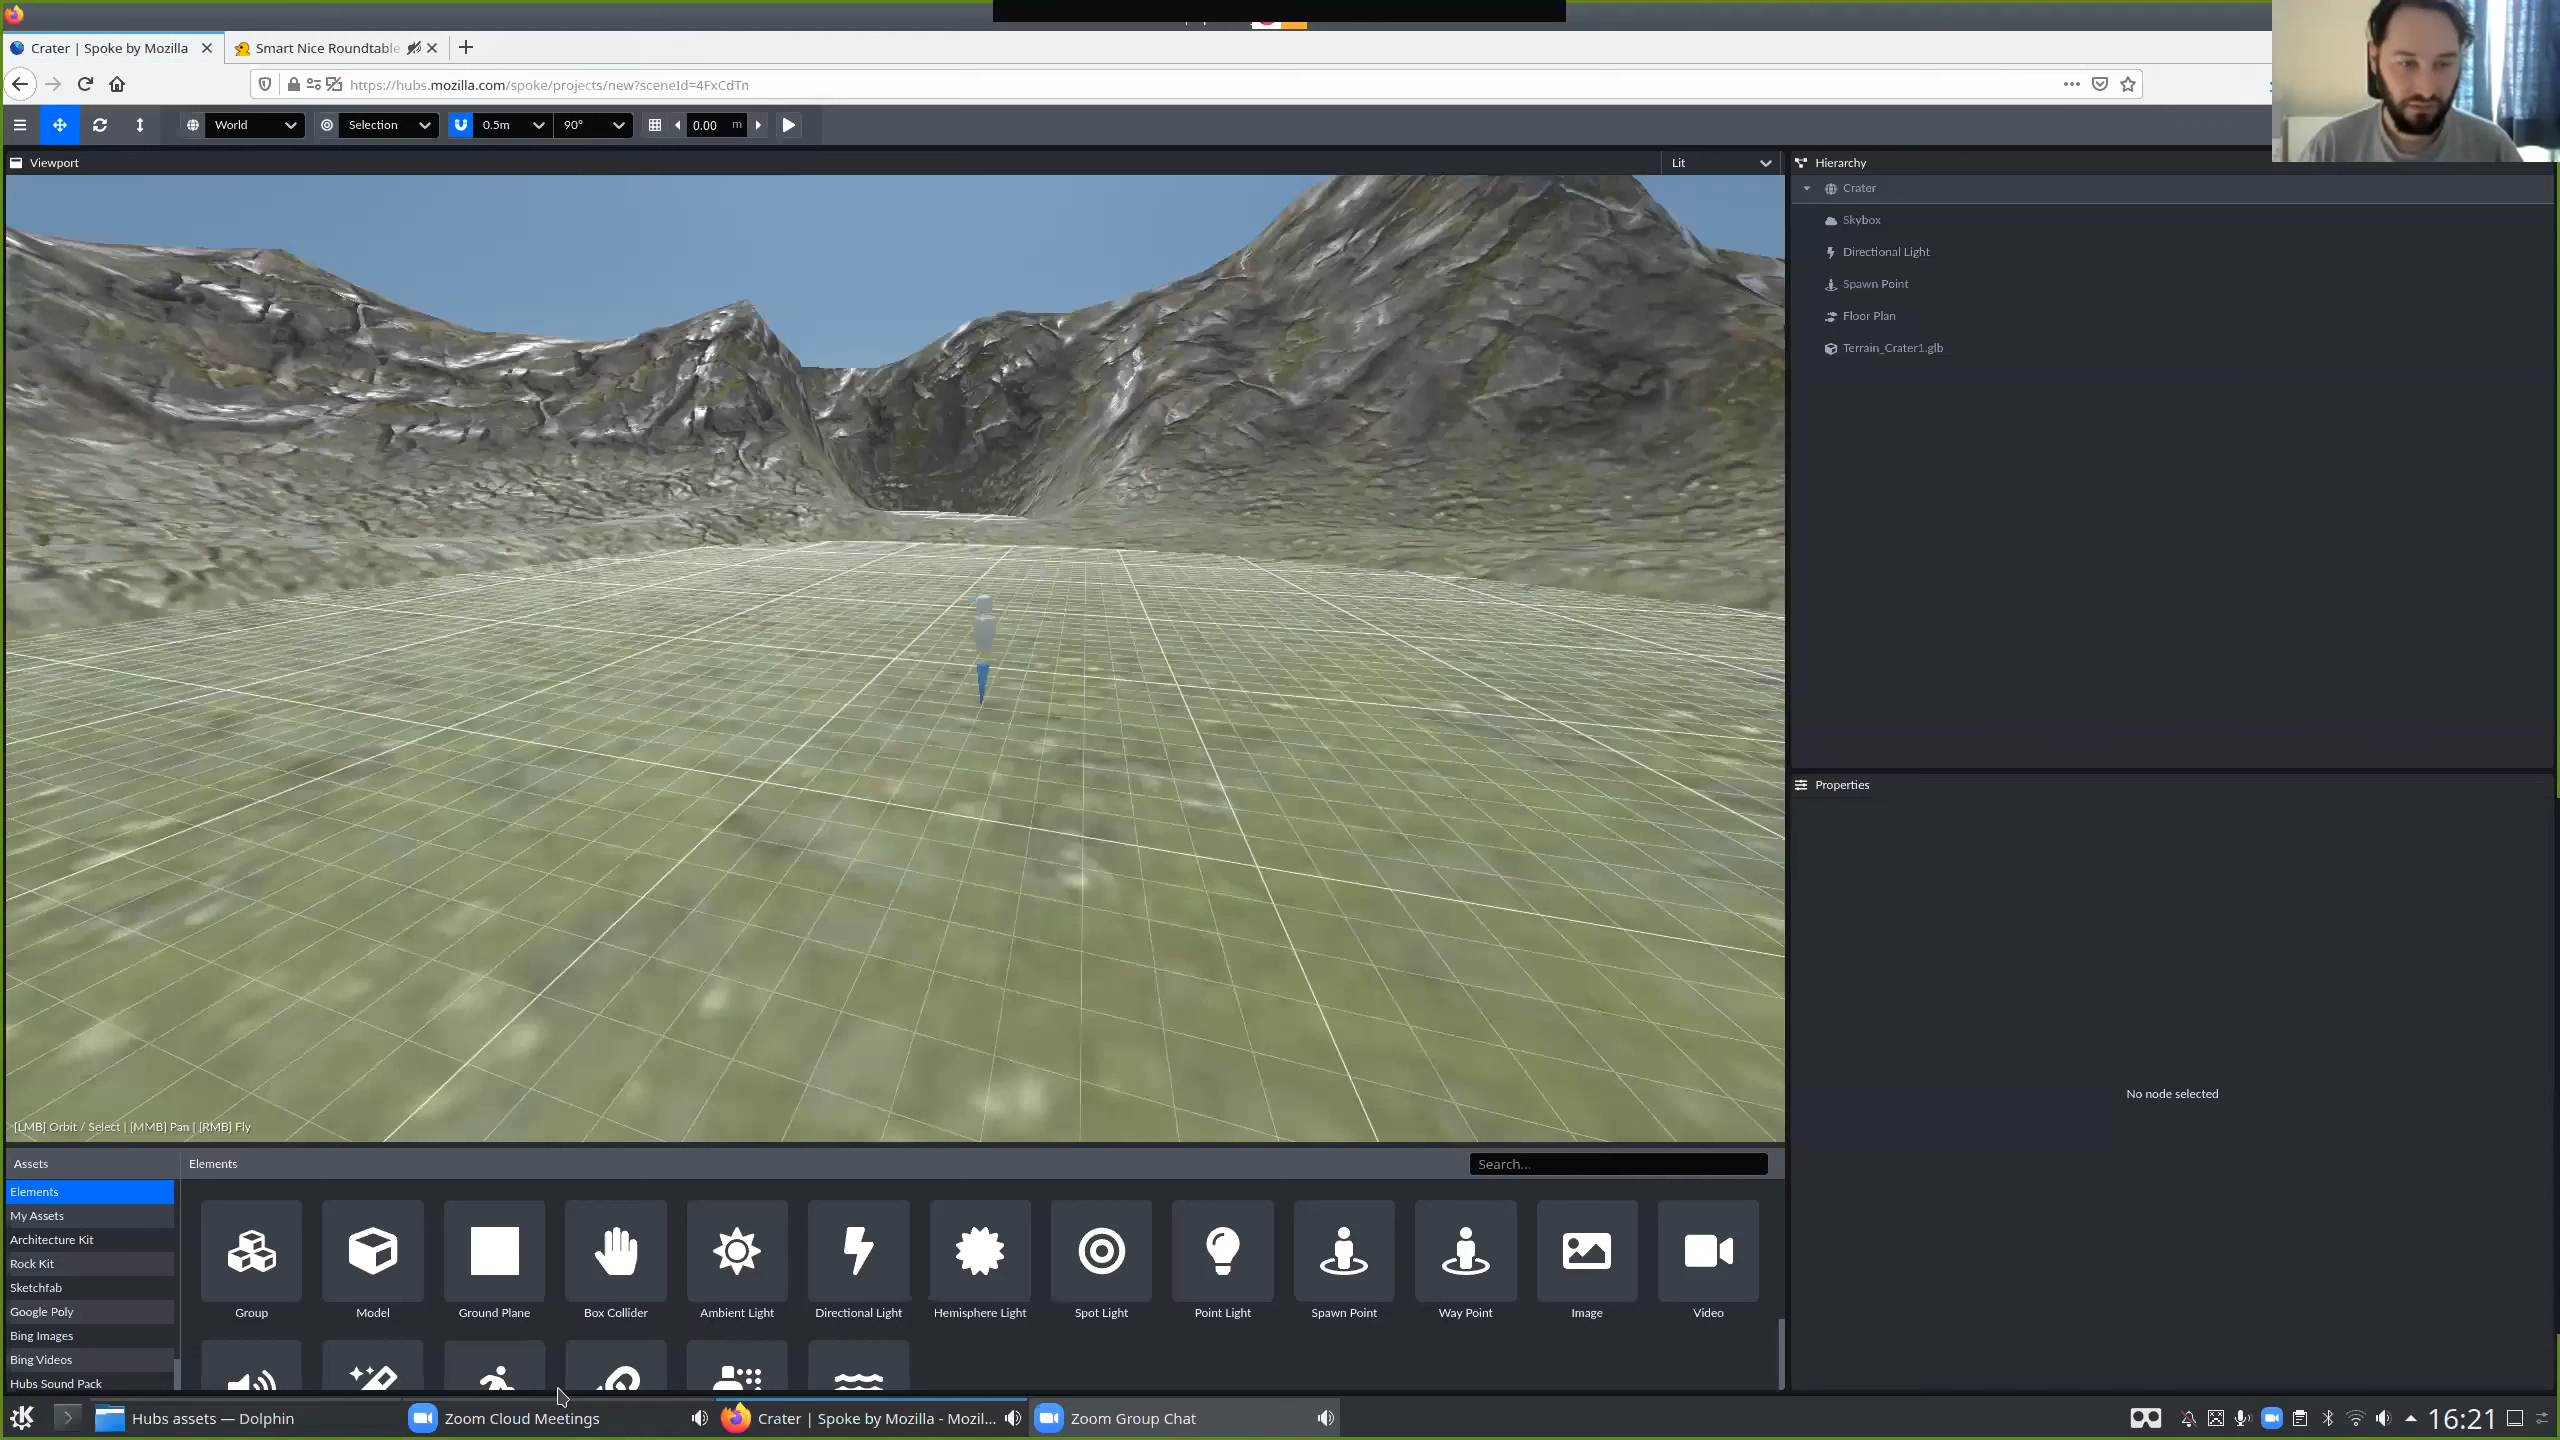 Crater | Spoke by Mozilla
Smart Nice Roundtable
https://hubs.mozilla.com/spoke/projects/new?sceneId=4FxCdTn
World
Selection
0.5m
90°
0.00 m
Viewport
Lit
Hierarchy
Crater
Skybox
Directional Light
Spawn Point
Floor Plan
Terrain_Crater1.glb
Properties
No node selected
[LMB] Orbit / Select | [MMB] Pan | [RMB] Fly
Assets
Elements
My Assets
Architecture Kit
Rock Kit
Sketchfab
Google Poly
Bing Images
Bing Videos
Hubs Sound Pack
Elements
Search...
Group
Model
Ground Plane
Box Collider
Ambient Light
Directional Light
Hemisphere Light
Spot Light
Point Light
Spawn Point
Way Point
Image
Video
Hubs assets — Dolphin
Zoom Cloud Meetings
Crater | Spoke by Mozilla - Mozil...
Zoom Group Chat
16:21